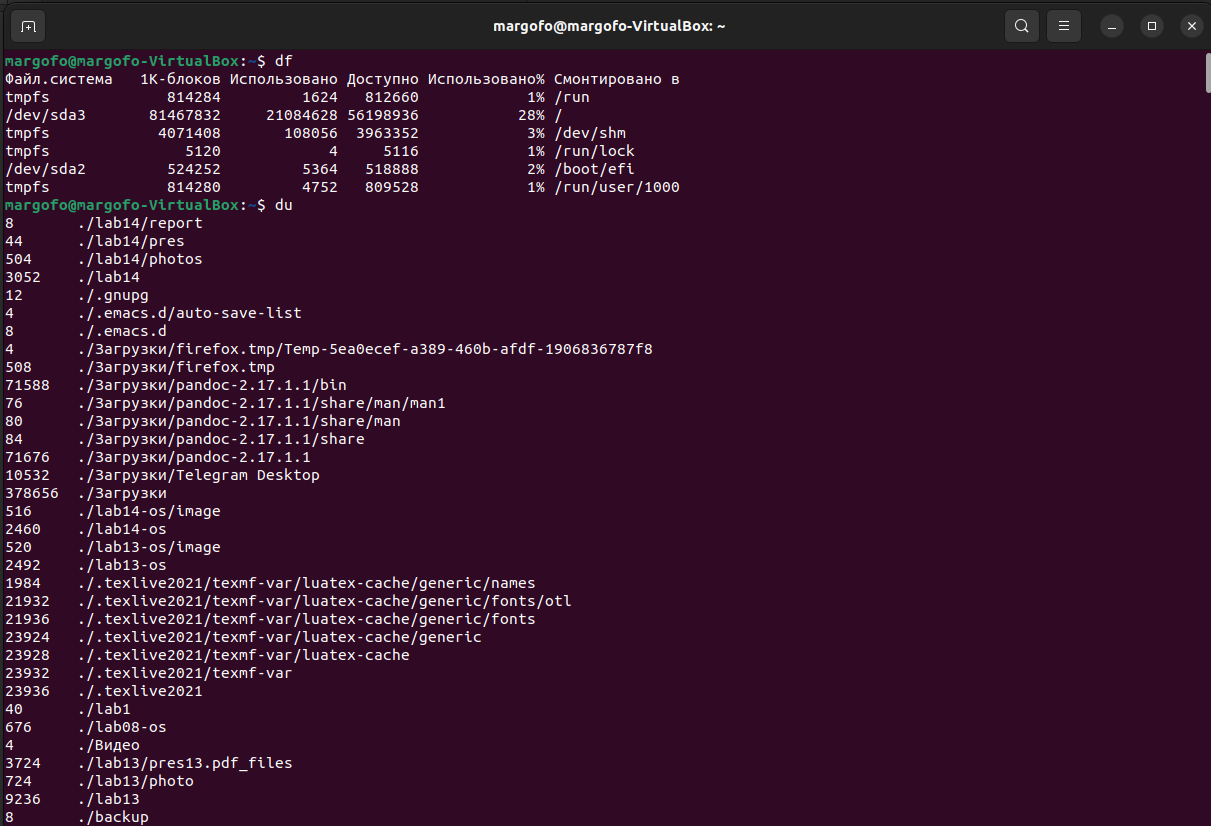 margofo@margofo-VirtualBox: ~
margofo@margofo-VirtualBox:~$ df
Файл.система   1K-блоков Использовано Доступно Использовано% Смонтировано в
tmpfs             814284         1624   812660            1% /run
/dev/sda3       81467832     21084628 56198936           28% /
tmpfs            4071408       108056  3963352            3% /dev/shm
tmpfs               5120            4     5116            1% /run/lock
/dev/sda2         524252         5364   518888            2% /boot/efi
tmpfs             814280         4752   809528            1% /run/user/1000
margofo@margofo-VirtualBox:~$ du
8       ./lab14/report
44      ./lab14/pres
504     ./lab14/photos
3052    ./lab14
12      ./.gnupg
4       ./.emacs.d/auto-save-list
8       ./.emacs.d
4       ./Загрузки/firefox.tmp/Temp-5ea0ecef-a389-460b-afdf-1906836787f8
508     ./Загрузки/firefox.tmp
71588   ./Загрузки/pandoc-2.17.1.1/bin
76      ./Загрузки/pandoc-2.17.1.1/share/man/man1
80      ./Загрузки/pandoc-2.17.1.1/share/man
84      ./Загрузки/pandoc-2.17.1.1/share
71676   ./Загрузки/pandoc-2.17.1.1
10532   ./Загрузки/Telegram Desktop
378656  ./Загрузки
516     ./lab14-os/image
2460    ./lab14-os
520     ./lab13-os/image
2492    ./lab13-os
1984    ./.texlive2021/texmf-var/luatex-cache/generic/names
21932   ./.texlive2021/texmf-var/luatex-cache/generic/fonts/otl
21936   ./.texlive2021/texmf-var/luatex-cache/generic/fonts
23924   ./.texlive2021/texmf-var/luatex-cache/generic
23928   ./.texlive2021/texmf-var/luatex-cache
23932   ./.texlive2021/texmf-var
23936   ./.texlive2021
40      ./lab1
676     ./lab08-os
4       ./Видео
3724    ./lab13/pres13.pdf_files
724     ./lab13/photo
9236    ./lab13
8       ./backup